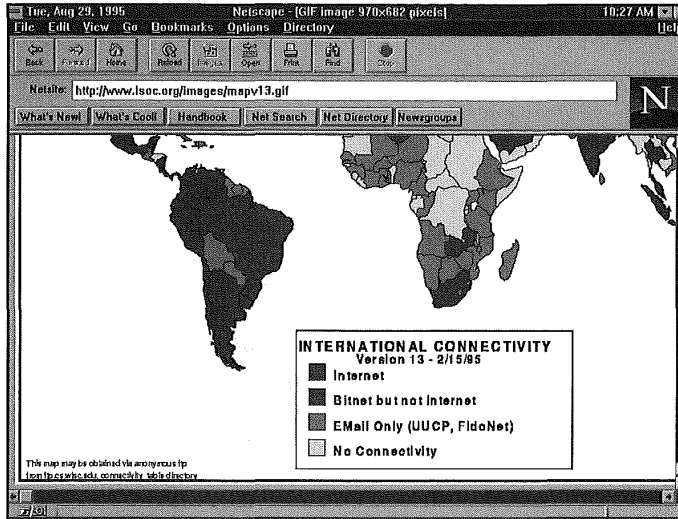 Tue, Aug 29, 1995 Netscape - [GIF image 970x682 pixels] 10:27 AM
File Edit View Go Bookmarks Options Directory Help
Back Forward Home Reload Images Open Print Find Stop
Netsite: http://www.isoc.org/images/mapv13.gif
N
What's New! What's Cool! Handbook Net Search Net Directory Newsgroups
INTERNATIONAL CONNECTIVITY
Version 13 - 2/15/95
Internet
Bitnet but not Internet
EMail Only (UUCP, FidoNet)
No Connectivity
This map may be obtained via anonymous ftp
from ftp.cs.wisc.edu, connectivity_table directory